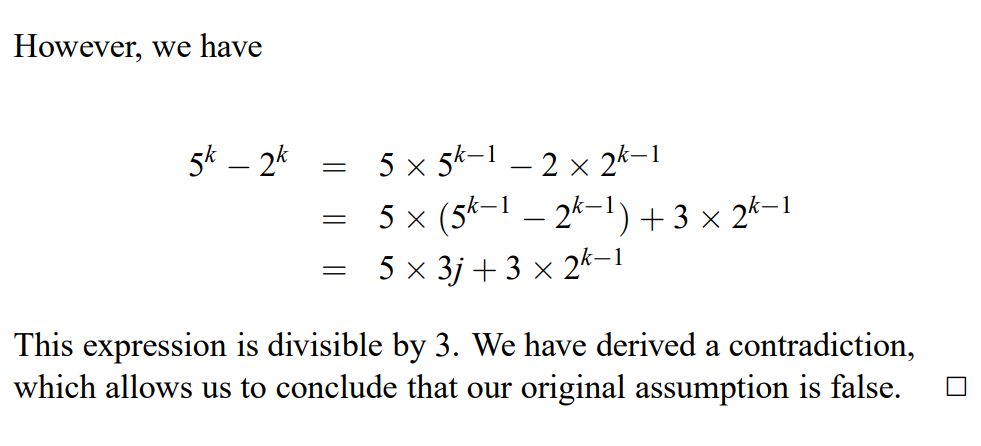 However, we have
5^k − 2^k = 5 × 5^{k−1} − 2 × 2^{k−1}
= 5 × (5^{k−1} − 2^{k−1}) + 3 × 2^{k−1}
= 5 × 3j + 3 × 2^{k−1}
This expression is divisible by 3. We have derived a contradiction,
which allows us to conclude that our original assumption is false. □